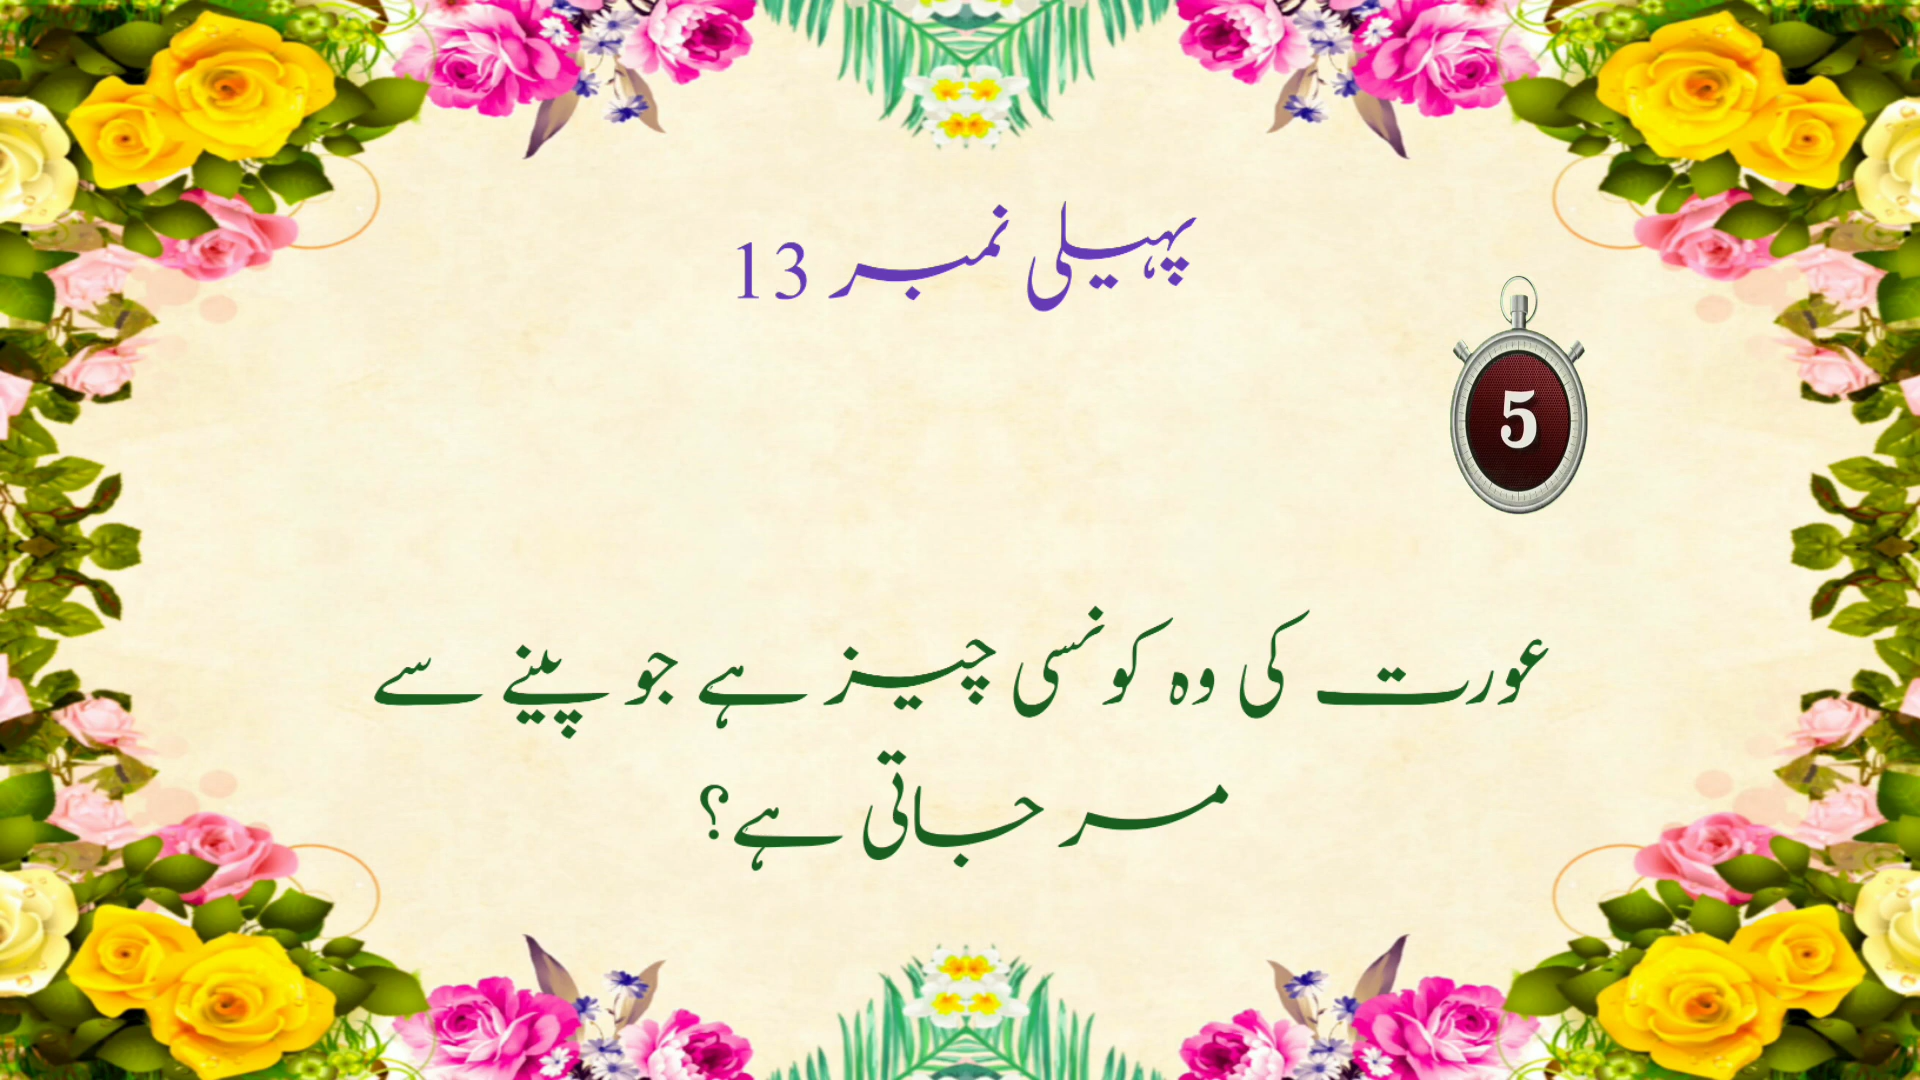 پہیلی نمبر 13
5
عورت کی وہ کونسی چیز ہے جو پینے سے
مر جاتی ہے؟